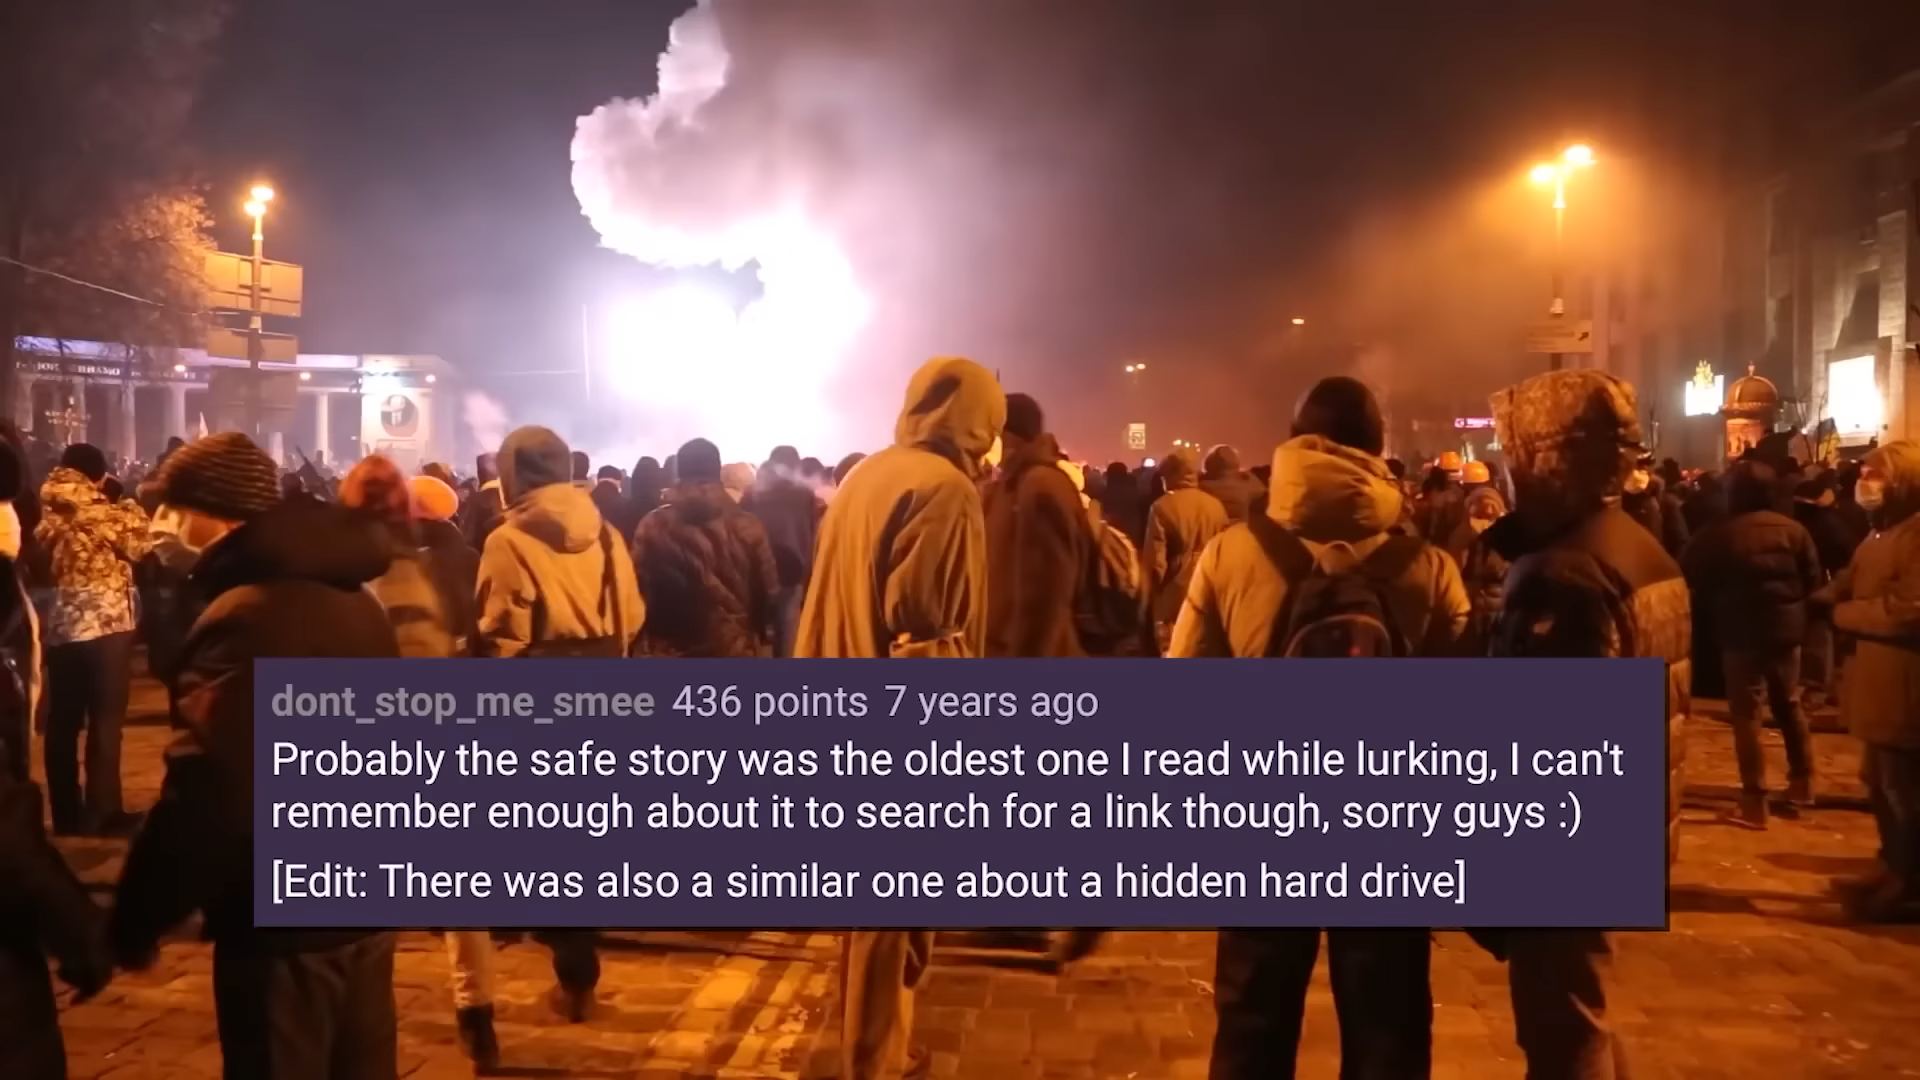 dont_stop_me_smee 436 points 7 years ago
Probably the safe story was the oldest one I read while lurking, I can't
remember enough about it to search for a link though, sorry guys :)
[Edit: There was also a similar one about a hidden hard drive]